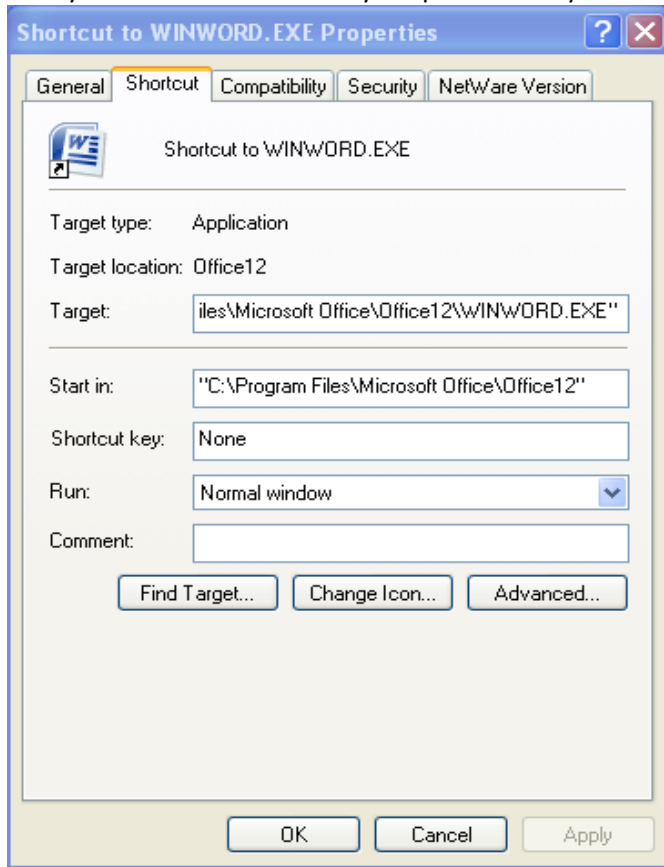 Shortcut to WINWORD.EXE Properties
General Shortcut Compatibility Security NetWare Version
Shortcut to WINWORD.EXE
Target type: Application
Target location: Office12
Target: iles\Microsoft Office\Office12\WINWORD.EXE"
Start in: "C:\Program Files\Microsoft Office\Office12"
Shortcut key: None
Run: Normal window
Comment:
Find Target... Change Icon... Advanced...
OK Cancel Apply